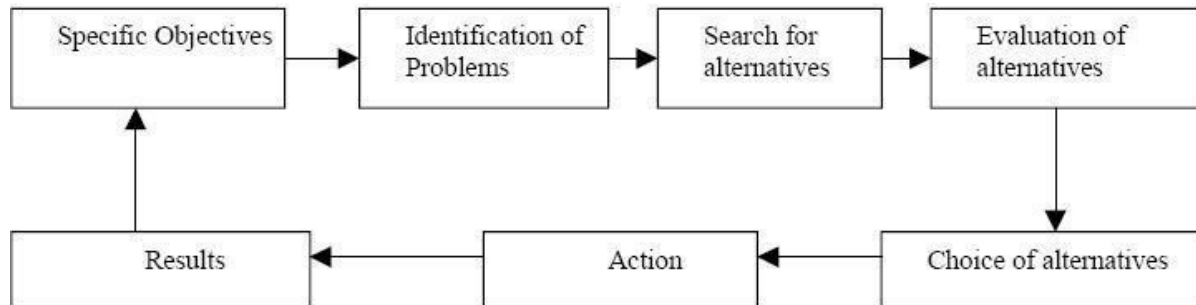 Specific Objectives
Identification of
Problems
Search for
alternatives
Evaluation of
alternatives
Choice of alternatives
Action
Results